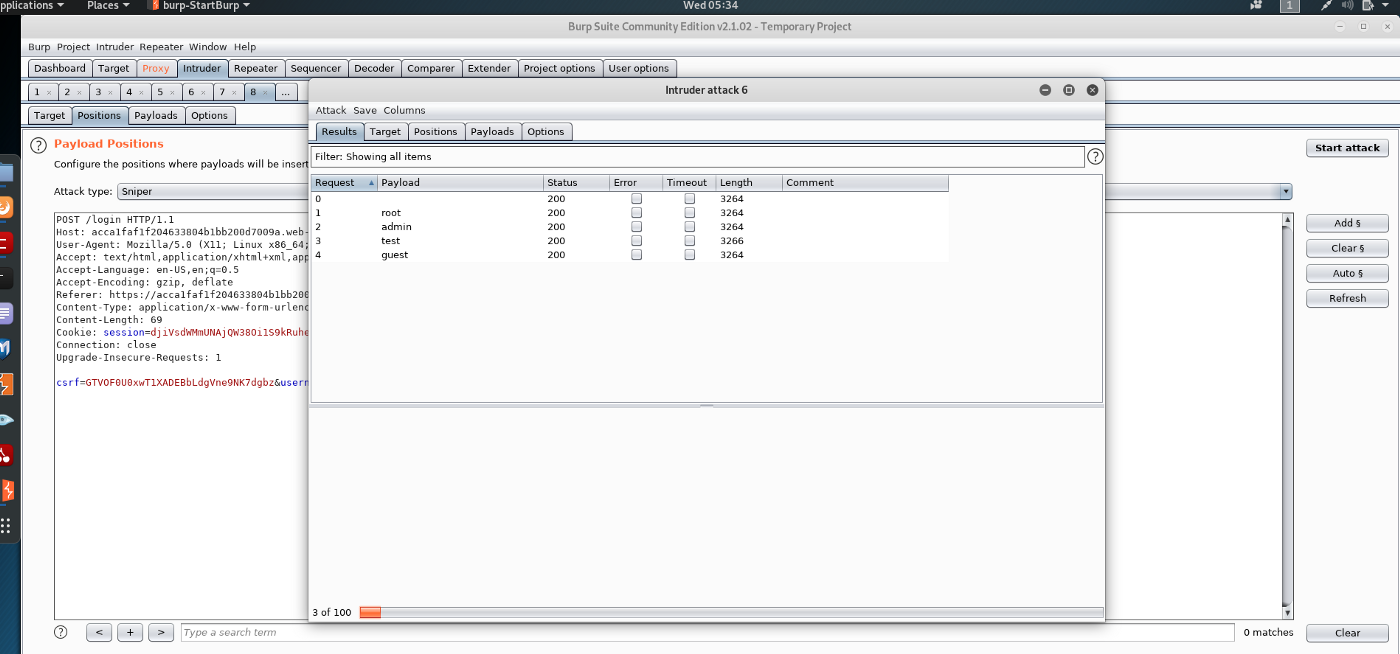 pplications Places burp-StartBurp Wed 05:34 1
Burp Suite Community Edition v2.1.02 - Temporary Project
Burp Project Intruder Repeater Window Help
Dashboard Target Proxy Intruder Repeater Sequencer Decoder Comparer Extender Project options User options
1 × 2 × 3 × 4 × 5 × 6 × 7 × 8 × ...
Target Positions Payloads Options
? Payload Positions
Configure the positions where payloads will be insert
Start attack
Attack type: Sniper
POST /login HTTP/1.1
Host: acca1faf1f204633804b1bb200d7009a.web-
User-Agent: Mozilla/5.0 (X11; Linux x86_64;
Accept: text/html,application/xhtml+xml,app
Accept-Language: en-US,en;q=0.5
Accept-Encoding: gzip, deflate
Referer: https://acca1faf1f204633804b1bb200
Content-Type: application/x-www-form-urlenc
Content-Length: 69
Cookie: session=djiVsdWMmUNAjQW38Oi1S9kRuhe
Connection: close
Upgrade-Insecure-Requests: 1
csrf=GTVOF0U0xwT1XADEBbLdgVne9NK7dgbz&usern
Add §
Clear §
Auto §
Refresh
? < + > Type a search term 0 matches Clear
Intruder attack 6
Attack Save Columns
Results Target Positions Payloads Options
Filter: Showing all items ?
Request Payload Status Error Timeout Length Comment
0 200 3264
1 root 200 3264
2 admin 200 3264
3 test 200 3266
4 guest 200 3264
3 of 100